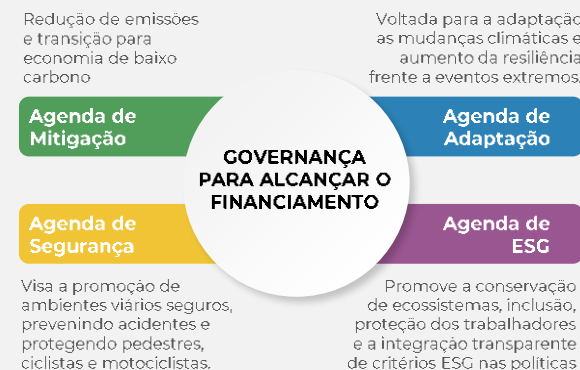 Redução de emissões
e transição para
economia de baixo
carbono
Voltada para a adaptação
as mudanças climáticas e
aumento da resiliência
frente a eventos extremos.
Agenda de
Mitigação
Agenda de
Adaptação
GOVERNANÇA
PARA ALCANÇAR O
FINANCIAMENTO
Agenda de
Segurança
Agenda de
ESG
Visa a promoção de
ambientes viários seguros,
prevenindo acidentes e
protegendo pedestres,
ciclistas e motociclistas.
Promove a conservação
de ecossistemas, inclusão,
proteção dos trabalhadores
e a integração transparente
de critérios ESG nas políticas